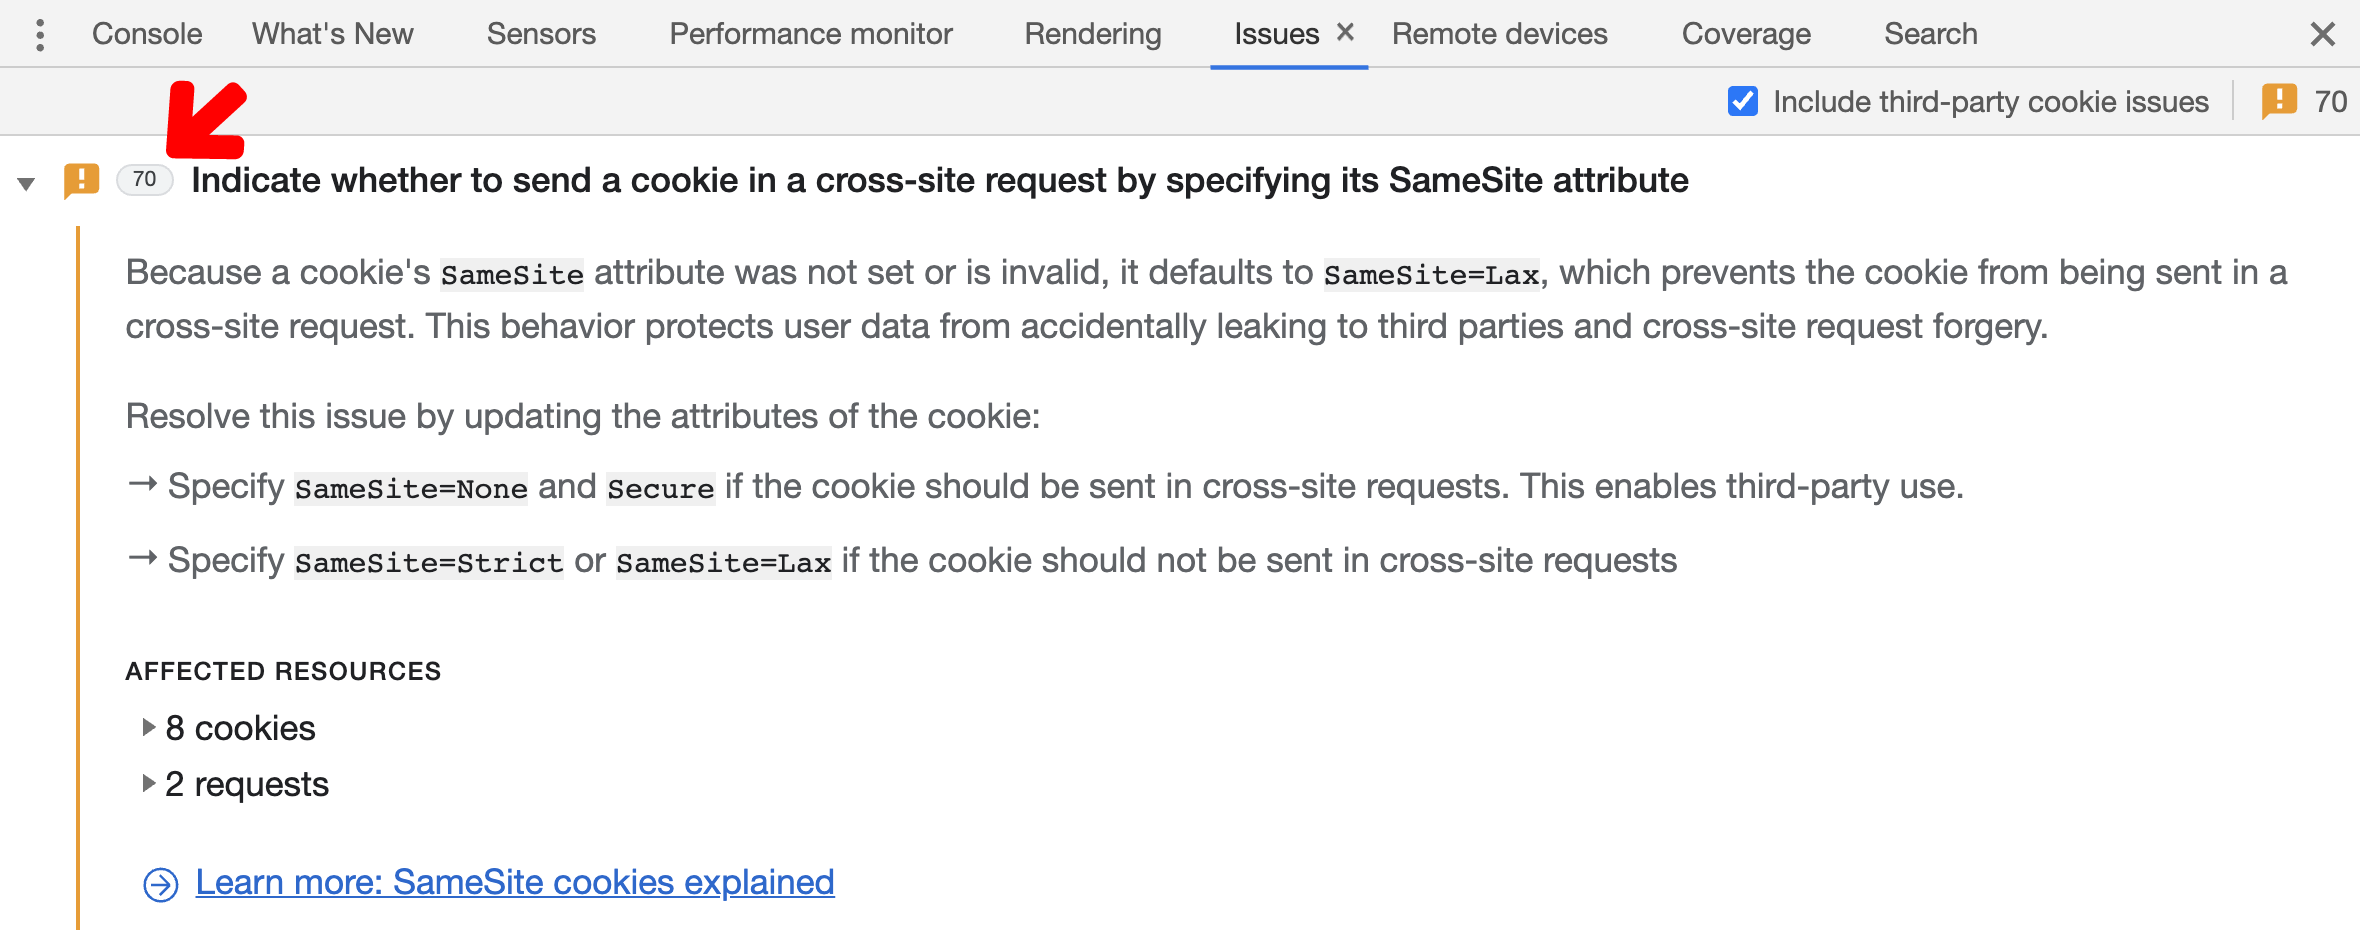 Console What's New Sensors Performance monitor Rendering Issues Remote devices Coverage Search
Include third-party cookie issues 70
70 Indicate whether to send a cookie in a cross-site request by specifying its SameSite attribute
Because a cookie's SameSite attribute was not set or is invalid, it defaults to SameSite=Lax, which prevents the cookie from being sent in a
cross-site request. This behavior protects user data from accidentally leaking to third parties and cross-site request forgery.
Resolve this issue by updating the attributes of the cookie:
→ Specify SameSite=None and Secure if the cookie should be sent in cross-site requests. This enables third-party use.
→ Specify SameSite=Strict or SameSite=Lax if the cookie should not be sent in cross-site requests
AFFECTED RESOURCES
8 cookies
2 requests
Learn more: SameSite cookies explained